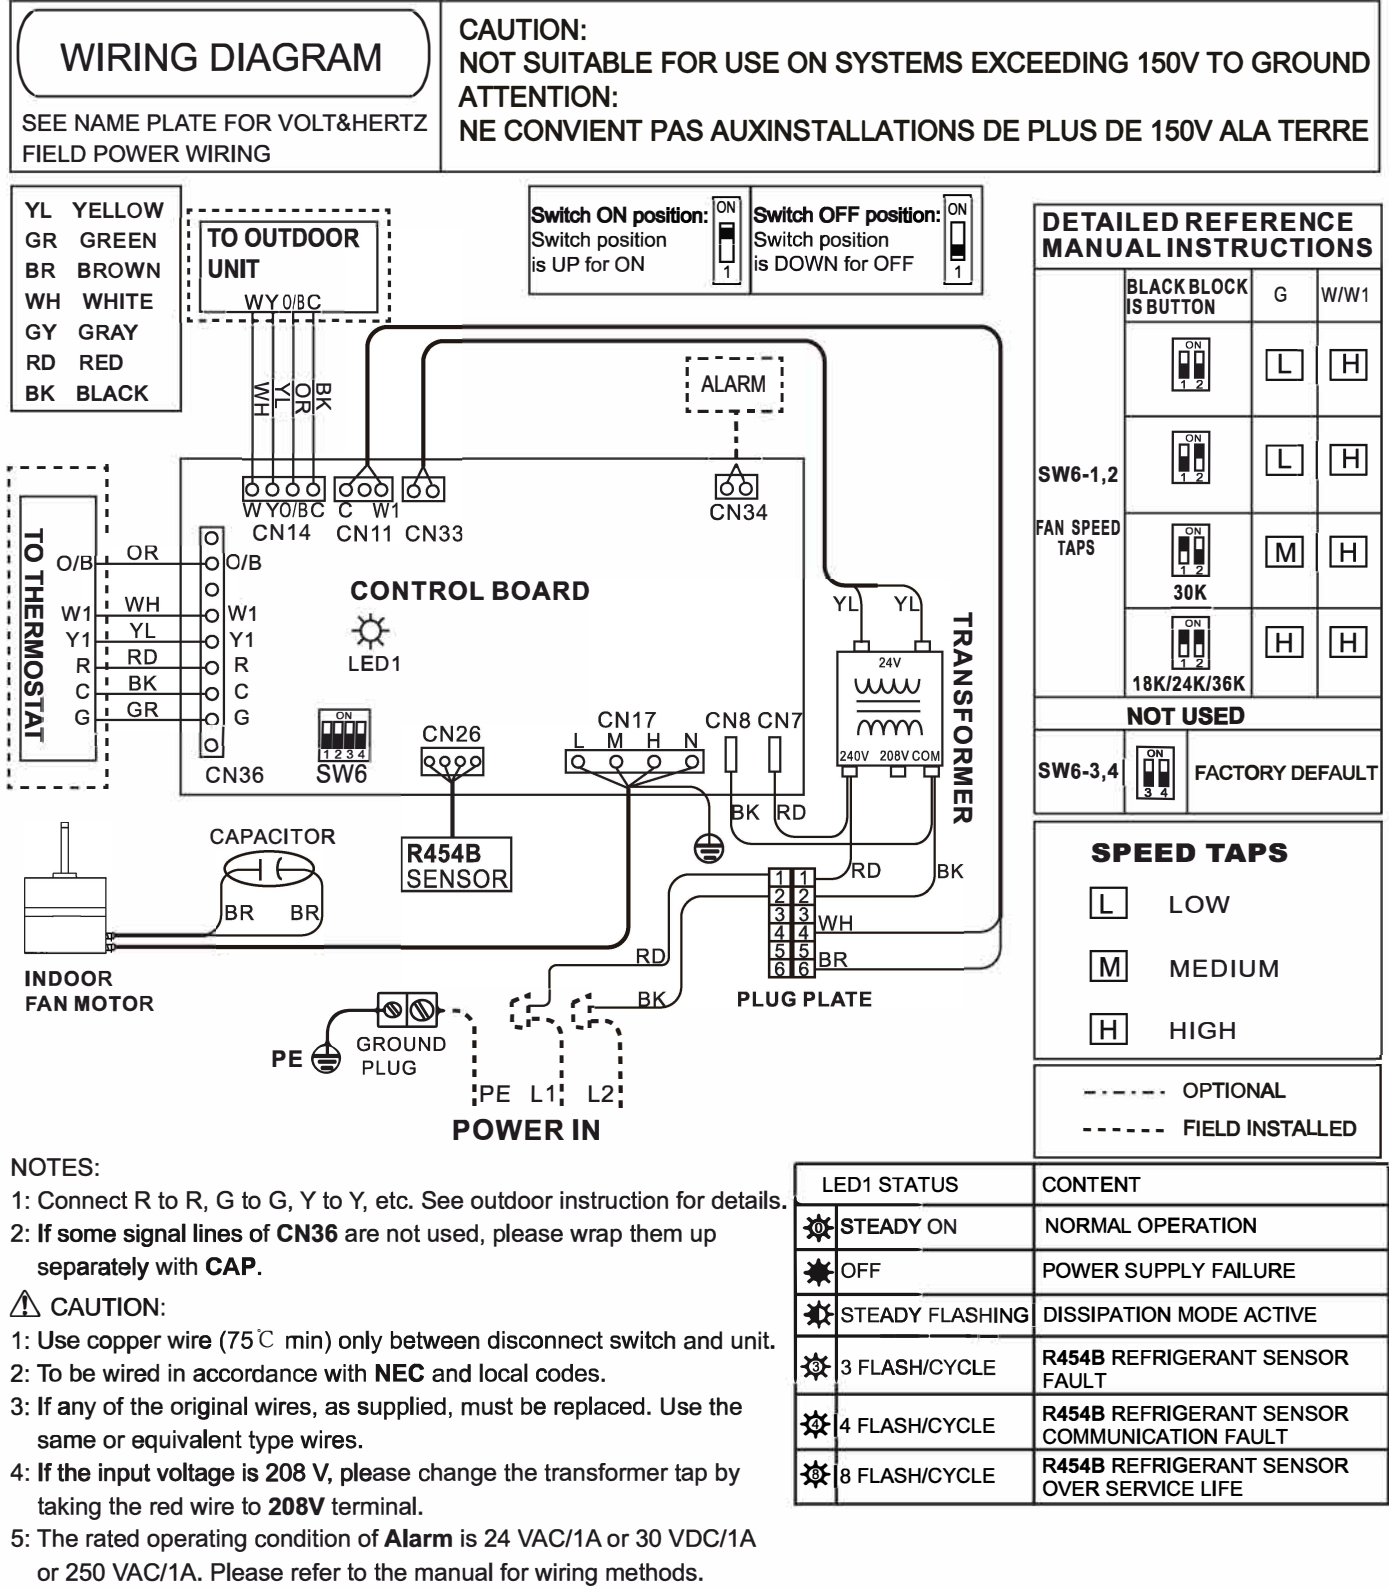 WIRING DIAGRAM
SEE NAME PLATE FOR VOLT&HERTZ
FIELD POWER WIRING
CAUTION:
NOT SUITABLE FOR USE ON SYSTEMS EXCEEDING 150V TO GROUND
ATTENTION:
NE CONVIENT PAS AUXINSTALLATIONS DE PLUS DE 150V ALA TERRE
YL YELLOW
GR GREEN
BR BROWN
WH WHITE
GY GRAY
RD RED
BK BLACK
TO OUTDOOR
UNIT
W Y O/B C
WH
YL
OR
BK
Switch ON position:
Switch position
is UP for ON
ON
1
Switch OFF position:
Switch position
is DOWN for OFF
ON
1
ALARM
W Y O/B C
CN14
C W1
CN11
CN33
CN34
TO THERMOSTAT
O/B OR O/B
W1 WH W1
Y1 YL Y1
R RD R
C BK C
G GR G
CN36
CONTROL BOARD
LED1
ON
1 2 3 4
SW6
CN26
CN17
L M H N
CN8 CN7
BK RD
YL YL
24V
240V 208V COM
TRANSFORMER
R454B
SENSOR
CAPACITOR
BR BR
INDOOR
FAN MOTOR
RD BK
1 1
2 2
3 3
4 4
5 5
6 6
WH
BR
PLUG PLATE
RD
BK
PE
GROUND
PLUG
PE L1 L2
POWER IN
DETAILED REFERENCE
MANUAL INSTRUCTIONS
BLACK BLOCK
IS BUTTON
G W/W1
SW6-1,2
FAN SPEED
TAPS
ON
1 2
L H
ON
1 2
L H
ON
1 2
30K
M H
ON
1 2
18K/24K/36K
H H
NOT USED
SW6-3,4
ON
3 4
FACTORY DEFAULT
SPEED TAPS
L LOW
M MEDIUM
H HIGH
OPTIONAL
FIELD INSTALLED
NOTES:
1: Connect R to R, G to G, Y to Y, etc. See outdoor instruction for details.
2: If some signal lines of CN36 are not used, please wrap them up
separately with CAP.
⚠ CAUTION:
1: Use copper wire (75℃ min) only between disconnect switch and unit.
2: To be wired in accordance with NEC and local codes.
3: If any of the original wires, as supplied, must be replaced. Use the
same or equivalent type wires.
4: If the input voltage is 208 V, please change the transformer tap by
taking the red wire to 208V terminal.
5: The rated operating condition of Alarm is 24 VAC/1A or 30 VDC/1A
or 250 VAC/1A. Please refer to the manual for wiring methods.
LED1 STATUS CONTENT
0 STEADY ON NORMAL OPERATION
OFF POWER SUPPLY FAILURE
STEADY FLASHING DISSIPATION MODE ACTIVE
3 3 FLASH/CYCLE R454B REFRIGERANT SENSOR
FAULT
4 4 FLASH/CYCLE R454B REFRIGERANT SENSOR
COMMUNICATION FAULT
8 8 FLASH/CYCLE R454B REFRIGERANT SENSOR
OVER SERVICE LIFE